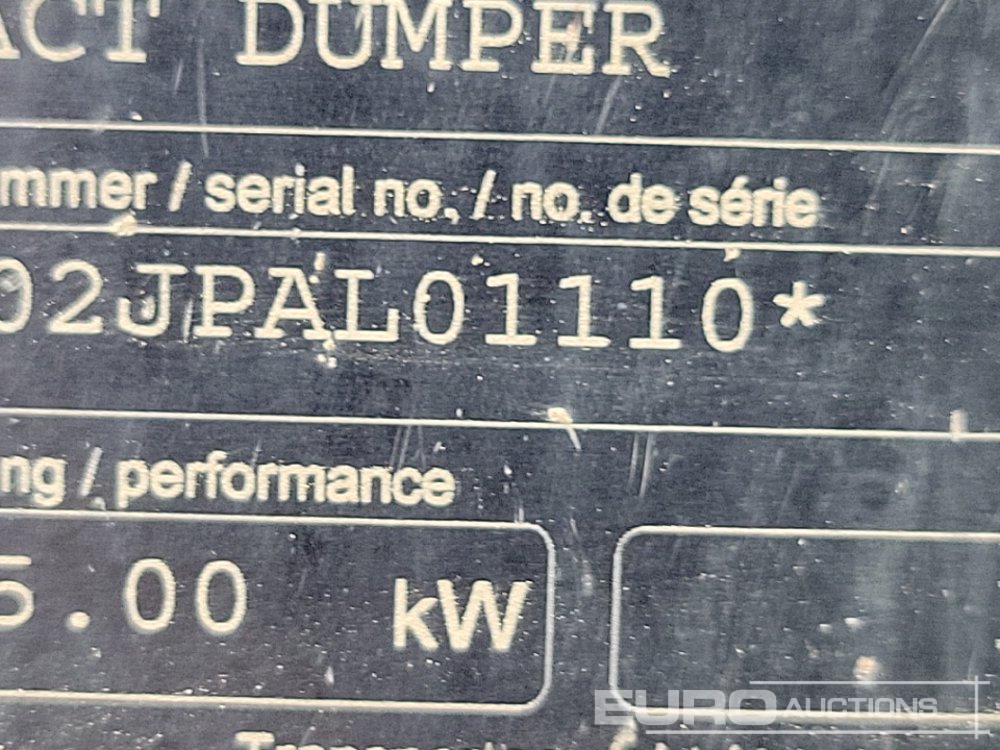 ACT DUMPER
mmer / serial no. / no. de série
02JPAL01110*
ng / performance
5.00 kW
EURO AUCTIONS